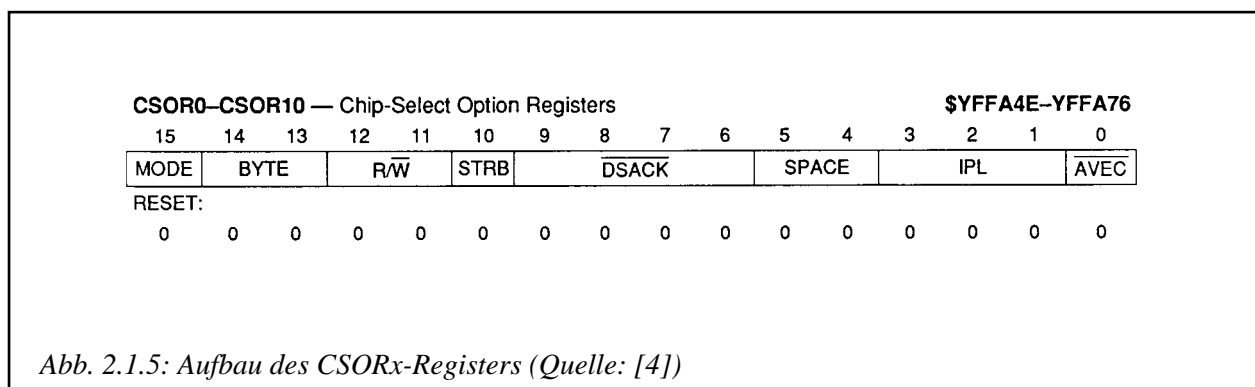 CSOR0–CSOR10 — Chip-Select Option Registers $YFFA4E–YFFA76
15 14 13 12 11 10 9 8 7 6 5 4 3 2 1 0
MODE BYTE R/W̅ STRB D̅S̅A̅C̅K̅ SPACE IPL A̅V̅E̅C̅
RESET:
0 0 0 0 0 0 0 0 0 0 0 0 0 0 0 0
Abb. 2.1.5: Aufbau des CSORx-Registers (Quelle: [4])